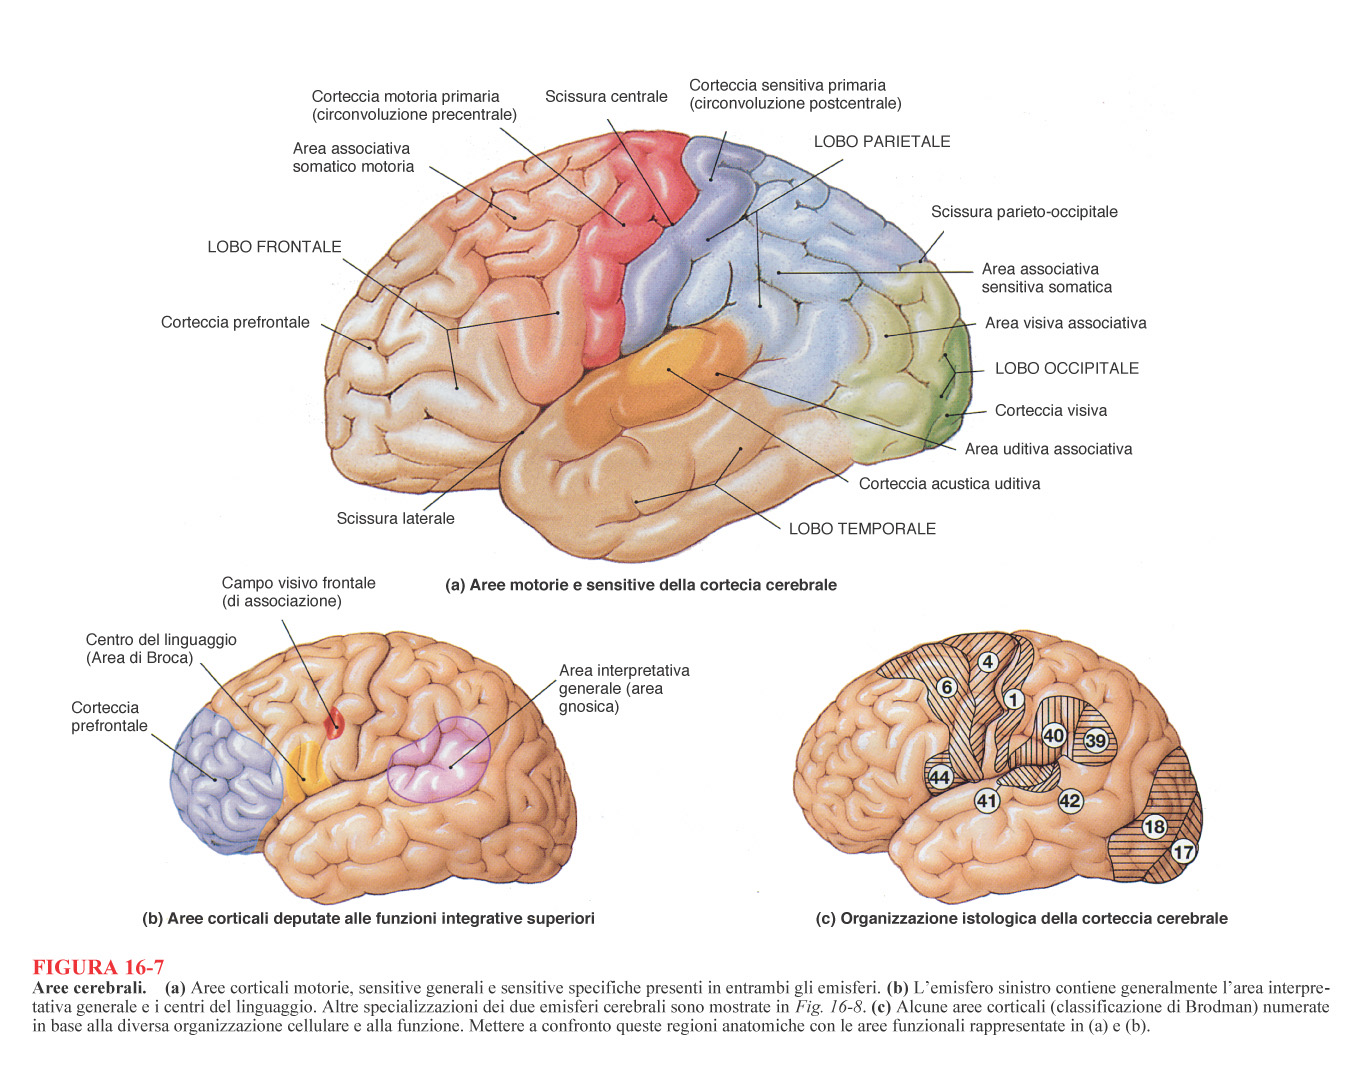 Corteccia motoria primaria
(circonvoluzione precentrale)
Scissura centrale
Corteccia sensitiva primaria
(circonvoluzione postcentrale)
Area associativa
somatico motoria
LOBO PARIETALE
Scissura parieto-occipitale
LOBO FRONTALE
Area associativa
sensitiva somatica
Corteccia prefrontale
Area visiva associativa
LOBO OCCIPITALE
Corteccia visiva
Area uditiva associativa
Corteccia acustica uditiva
Scissura laterale
LOBO TEMPORALE
(a) Aree motorie e sensitive della cortecia cerebrale
Campo visivo frontale
(di associazione)
Centro del linguaggio
(Area di Broca)
Area interpretativa
generale (area
gnosica)
Corteccia
prefrontale
(b) Aree corticali deputate alle funzioni integrative superiori
4
6
1
40
39
44
41
42
18
17
(c) Organizzazione istologica della corteccia cerebrale
FIGURA 16-7
Aree cerebrali. (a) Aree corticali motorie, sensitive generali e sensitive specifiche presenti in entrambi gli emisferi. (b) L'emisfero sinistro contiene generalmente l'area interpre-
tativa generale e i centri del linguaggio. Altre specializzazioni dei due emisferi cerebrali sono mostrate in Fig. 16-8. (c) Alcune aree corticali (classificazione di Brodman) numerate
in base alla diversa organizzazione cellulare e alla funzione. Mettere a confronto queste regioni anatomiche con le aree funzionali rappresentate in (a) e (b).